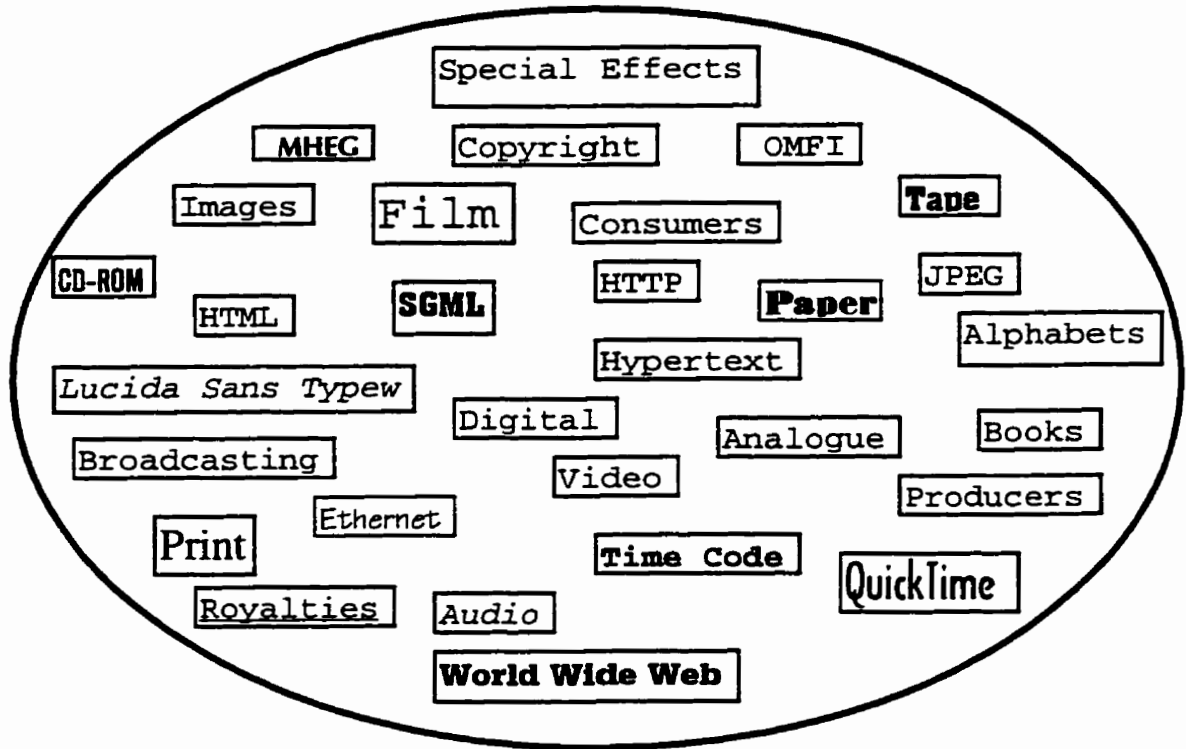 Special Effects
MHEG
Copyright
OMFI
Images
Film
Consumers
Tape
CD-ROM
HTML
SGML
HTTP
Paper
JPEG
Alphabets
Hypertext
Lucida Sans Typew
Digital
Analogue
Books
Broadcasting
Video
Producers
Ethernet
Print
Time Code
QuickTime
Royalties
Audio
World Wide Web